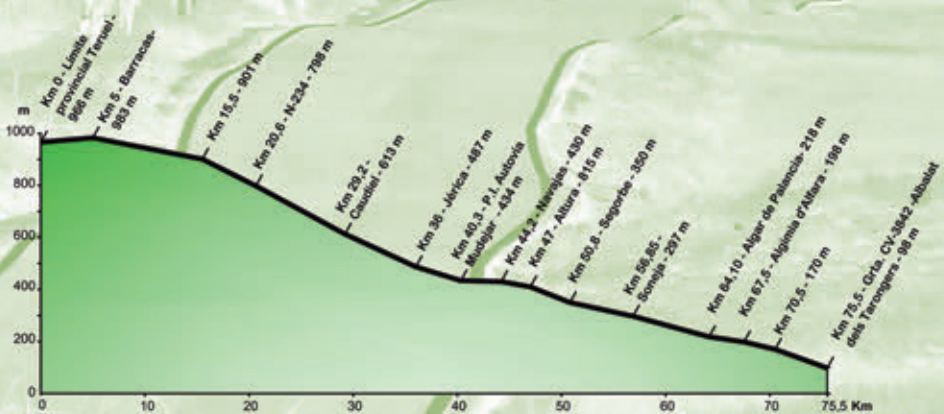 Km 0 - Límite
provincial Teruel -
966 m
Km 5 - Barracas-
983 m
Km 15,5 - 901 m
Km 20,6 - N-234 - 798 m
Km 29,2 -
Caudiel - 613 m
Km 36 - Jérica - 487 m
Km 40,3 - P.I. Autovía
Mudejar - 434 m
Km 44,2 - Navajas - 430 m
Km 47 - Altura - 815 m
Km 50,8 - Segorbe - 350 m
Km 56,85 -
Soneja - 297 m
Km 64,10 - Algar de Palancia- 218 m
Km 67,5 - Algimia d'Alfara - 198 m
Km 70,5 - 170 m
Km 75,5 - Grta. CV-3842 -Albalat
dels Tarongers - 98 m
m
1000
800
600
400
200
0
0 10 20 30 40 50 60 70 75,5 Km